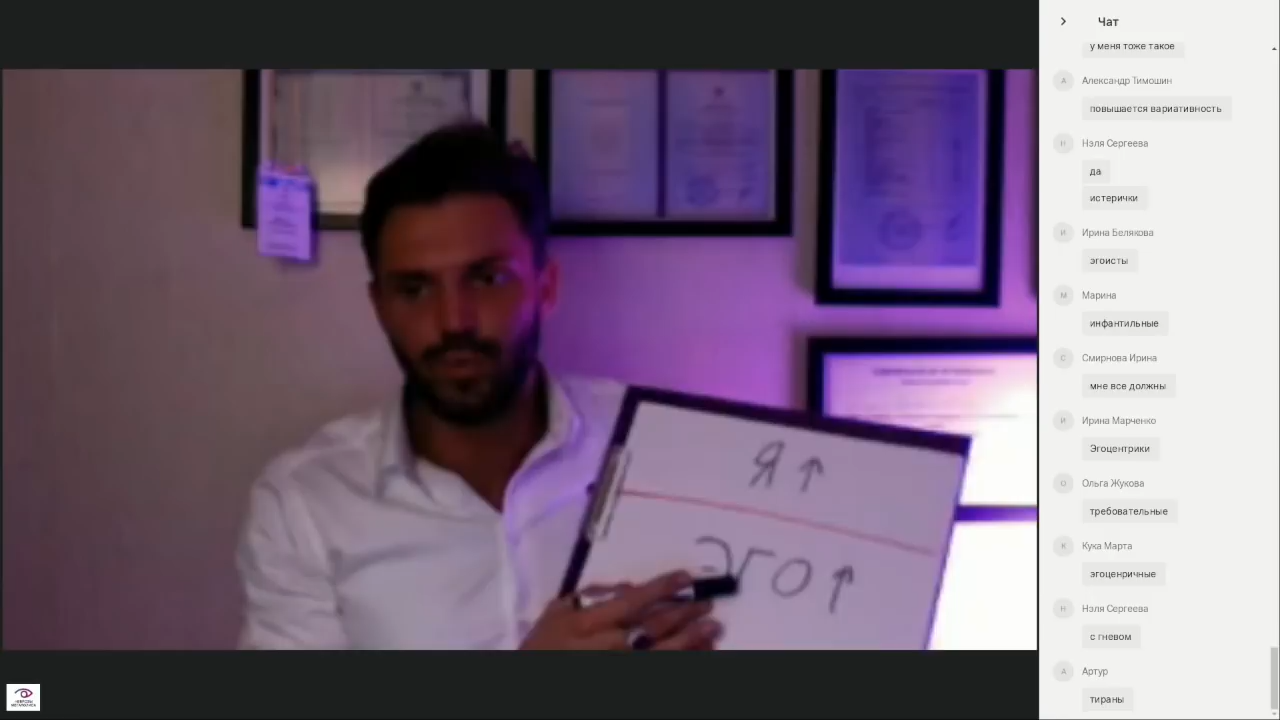 Чат
у меня тоже такое
А
Александр Тимошин
повышается вариативность
Н
Нэля Сергеева
да
истерички
И
Ирина Белякова
эгоисты
М
Марина
инфантильные
С
Смирнова Ирина
мне все должны
И
Ирина Марченко
Эгоцентрики
О
Ольга Жукова
требовательные
К
Кука Марта
эгоценричные
Н
Нэля Сергеева
с гневом
А
Артур
тираны
Я ↑
ЭГО ↑